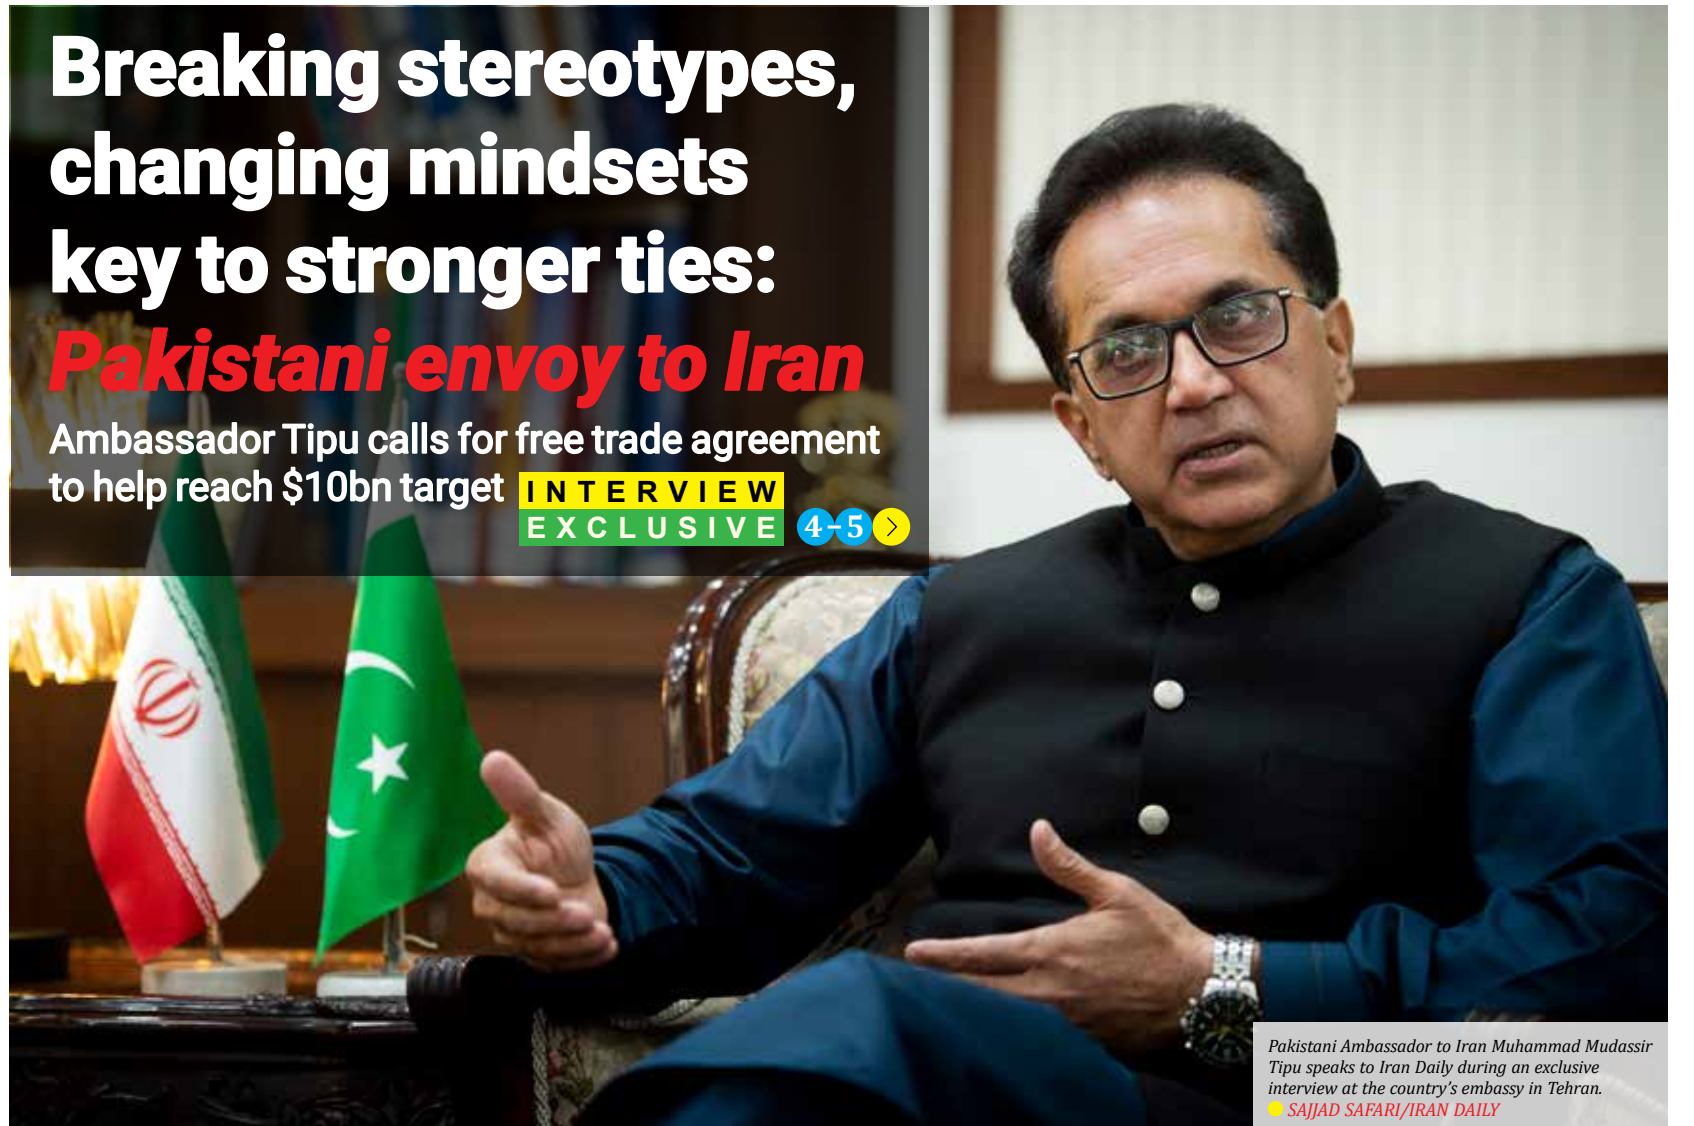 Breaking stereotypes,
changing mindsets
key to stronger ties:
Pakistani envoy to Iran
Ambassador Tipu calls for free trade agreement
to help reach $10bn target
INTERVIEW
EXCLUSIVE
4-5
Pakistani Ambassador to Iran Muhammad Mudassir
Tipu speaks to Iran Daily during an exclusive
interview at the country’s embassy in Tehran.
SAJJAD SAFARI/IRAN DAILY